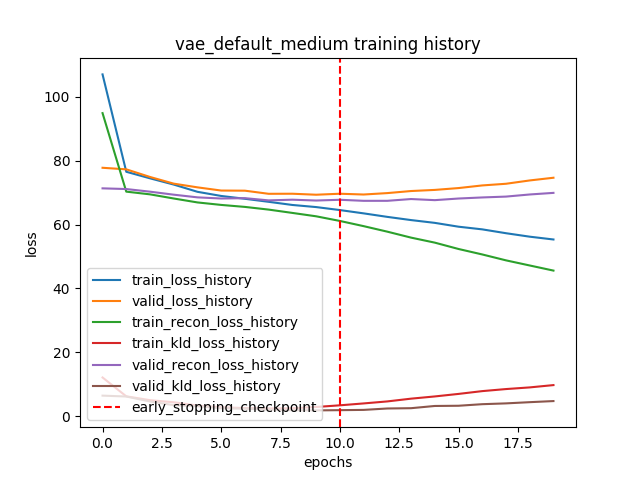 vae_default_medium training history
loss
100
80
60
40
20
0
train_loss_history
valid_loss_history
train_recon_loss_history
train_kld_loss_history
valid_recon_loss_history
valid_kld_loss_history
early_stopping_checkpoint
0.0 2.5 5.0 7.5 10.0 12.5 15.0 17.5
epochs